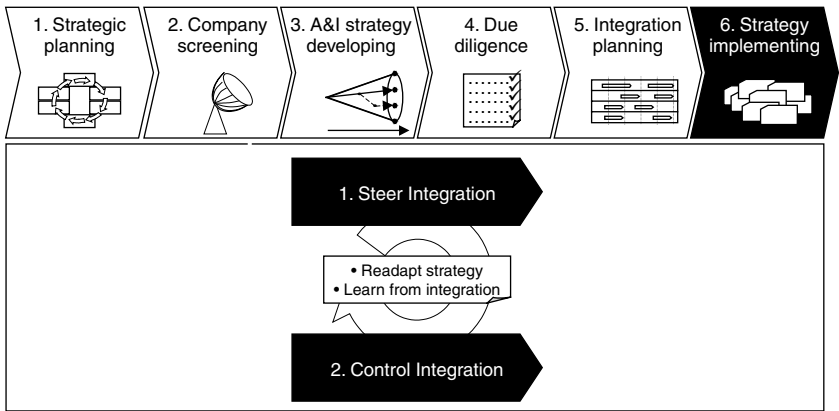 1. Strategic
planning
2. Company
screening
3. A&I strategy
developing
4. Due
diligence
5. Integration
planning
6. Strategy
implementing
1. Steer Integration
• Readapt strategy
• Learn from integration
2. Control Integration